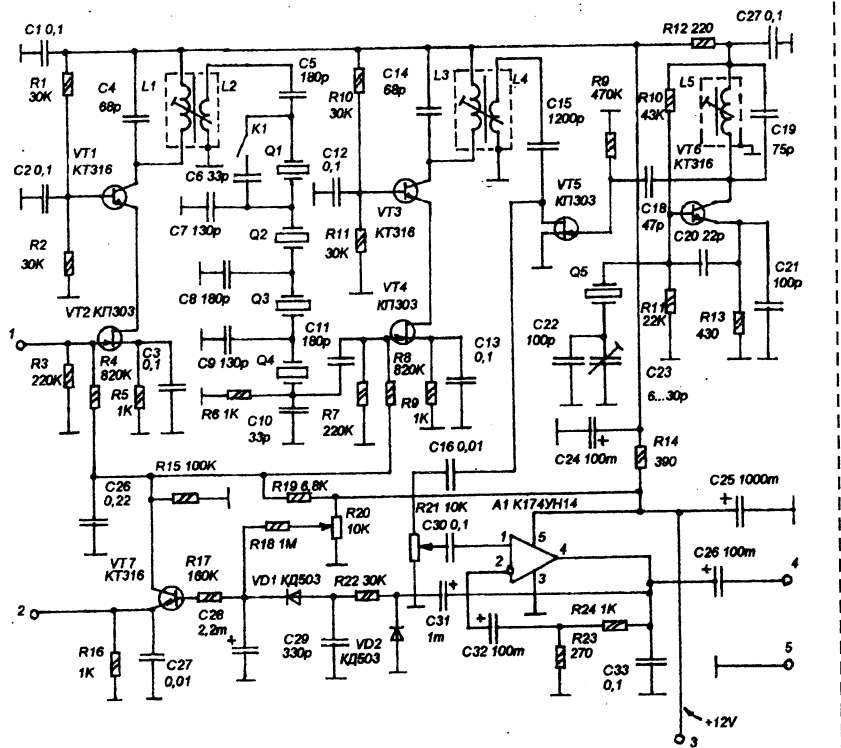 C1 0,1
R1
30K
C4
68p
L1
L2
C5
180p
R10
30K
C14
68p
L3
L4
R12 220
C27 0,1
R9
470K
R10
43K
L5
C19
75p
C15
1200p
VT6
КТ316
K1
Q1
C6 33p
VT1
КТ316
C2 0,1
C12
0,1
VT5
КП303
C18
47p
C20 22p
C7 130p
Q2
VT3
КТ316
R2
30K
R11
30K
C8 180p
Q3
VT4
КП303
Q5
C21
100p
VT2 КП303
1
R11
22K
R13
430
C22
100p
C11
180p
C9 130p
Q4
R3
220K
R4
820K
C3
0,1
R5
1K
R8
820K
C13
0,1
R9
1K
C23
6...30p
R6 1K
C10
33p
R7
220K
C24 100m
+
R14
390
C16 0,01
R15 100K
C26
0,22
R19 6,8K
R20
10K
R21 10K
A1 К174УН14
C25 1000m
+
C30 0,1
1
5
4
2
3
R18 1M
C26 100m
+
4
VT7
КТ316
R17
160K
VD1 КД503
R22 30K
+
2
C28
2,2m
+
C31
1m
R24 1K
C29
330p
VD2
КД503
+
C32 100m
R23
270
C33
0,1
5
R16
1K
C27
0,01
+12V
3